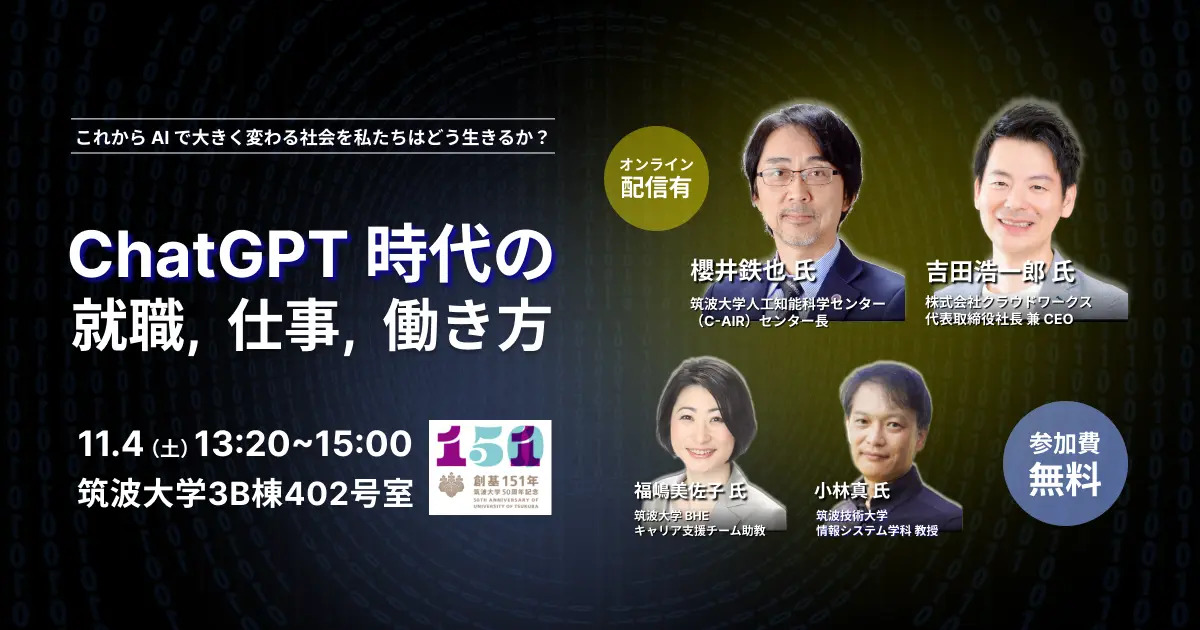 これから AI で大きく変わる社会を私たちはどう生きるか？
ChatGPT 時代の
就職, 仕事, 働き方
11.4 (土) 13:20~15:00
筑波大学3B棟402号室
151
創基151年
筑波大学50周年記念
50TH ANNIVERSARY OF
UNIVERSITY OF TSUKUBA
オンライン
配信有
櫻井鉄也 氏
筑波大学人工知能科学センター
（C-AIR）センター長
吉田浩一郎 氏
株式会社クラウドワークス
代表取締役社長 兼 CEO
福嶋美佐子 氏
筑波大学 BHE
キャリア支援チーム助教
小林真 氏
筑波技術大学
情報システム学科 教授
参加費
無料